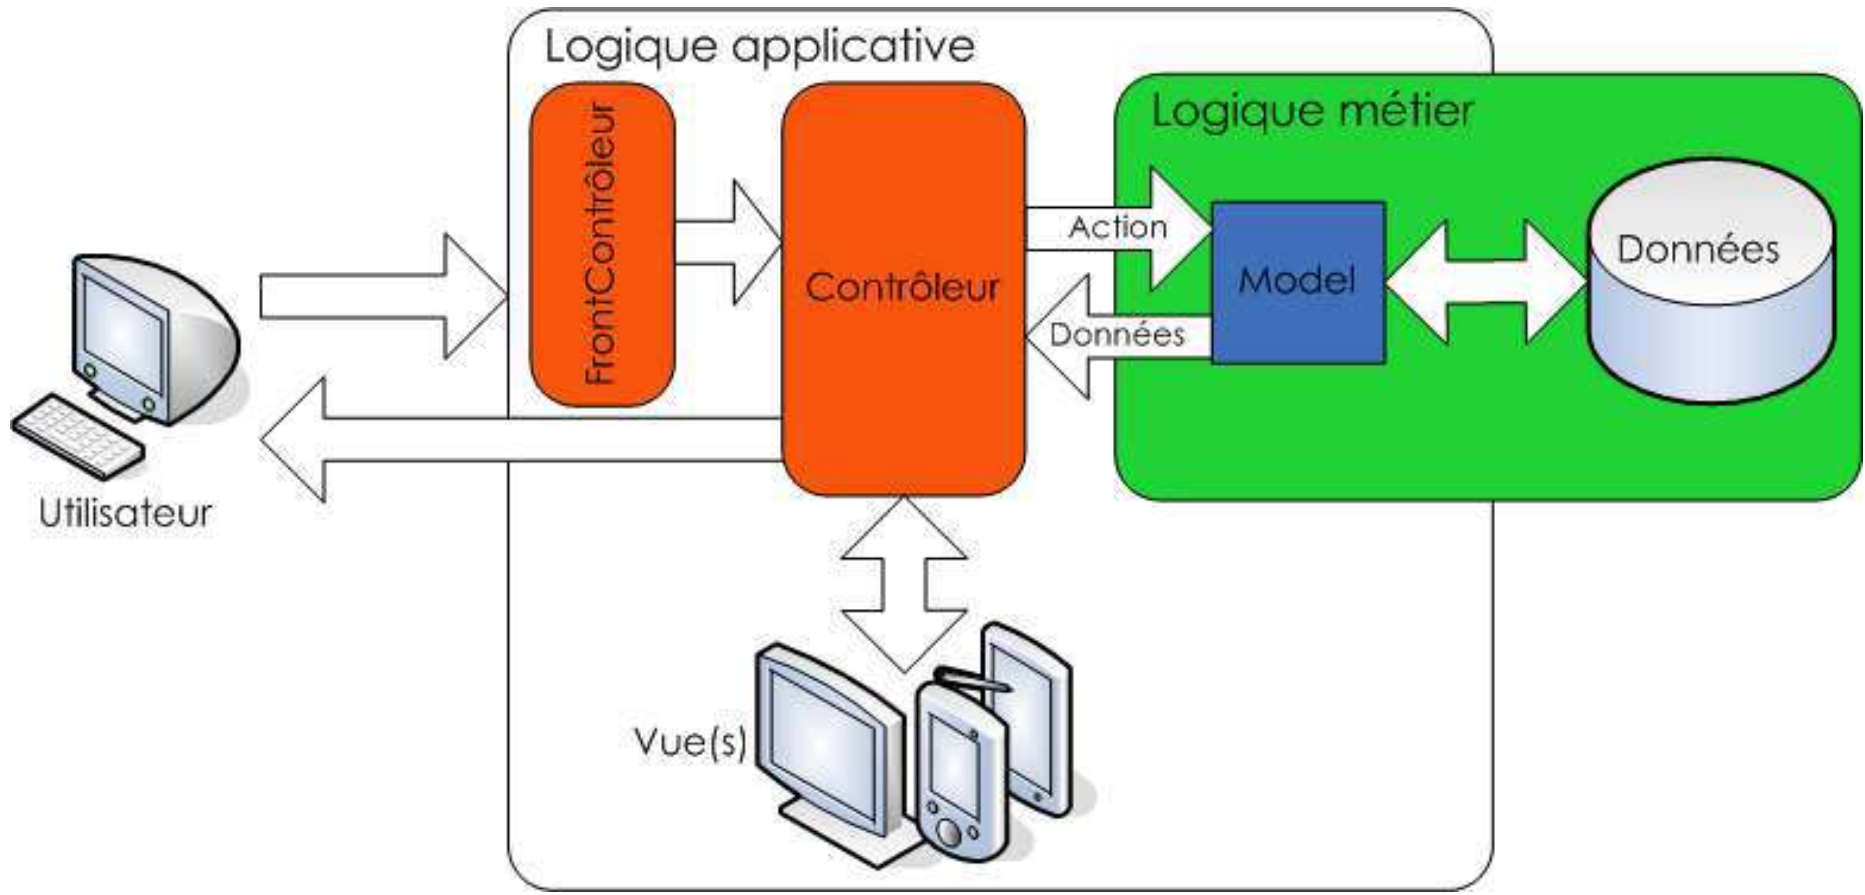 Logique applicative
Logique métier
FrontContrôleur
Contrôleur
Action
Données
Model
Données
Utilisateur
Vue(s)